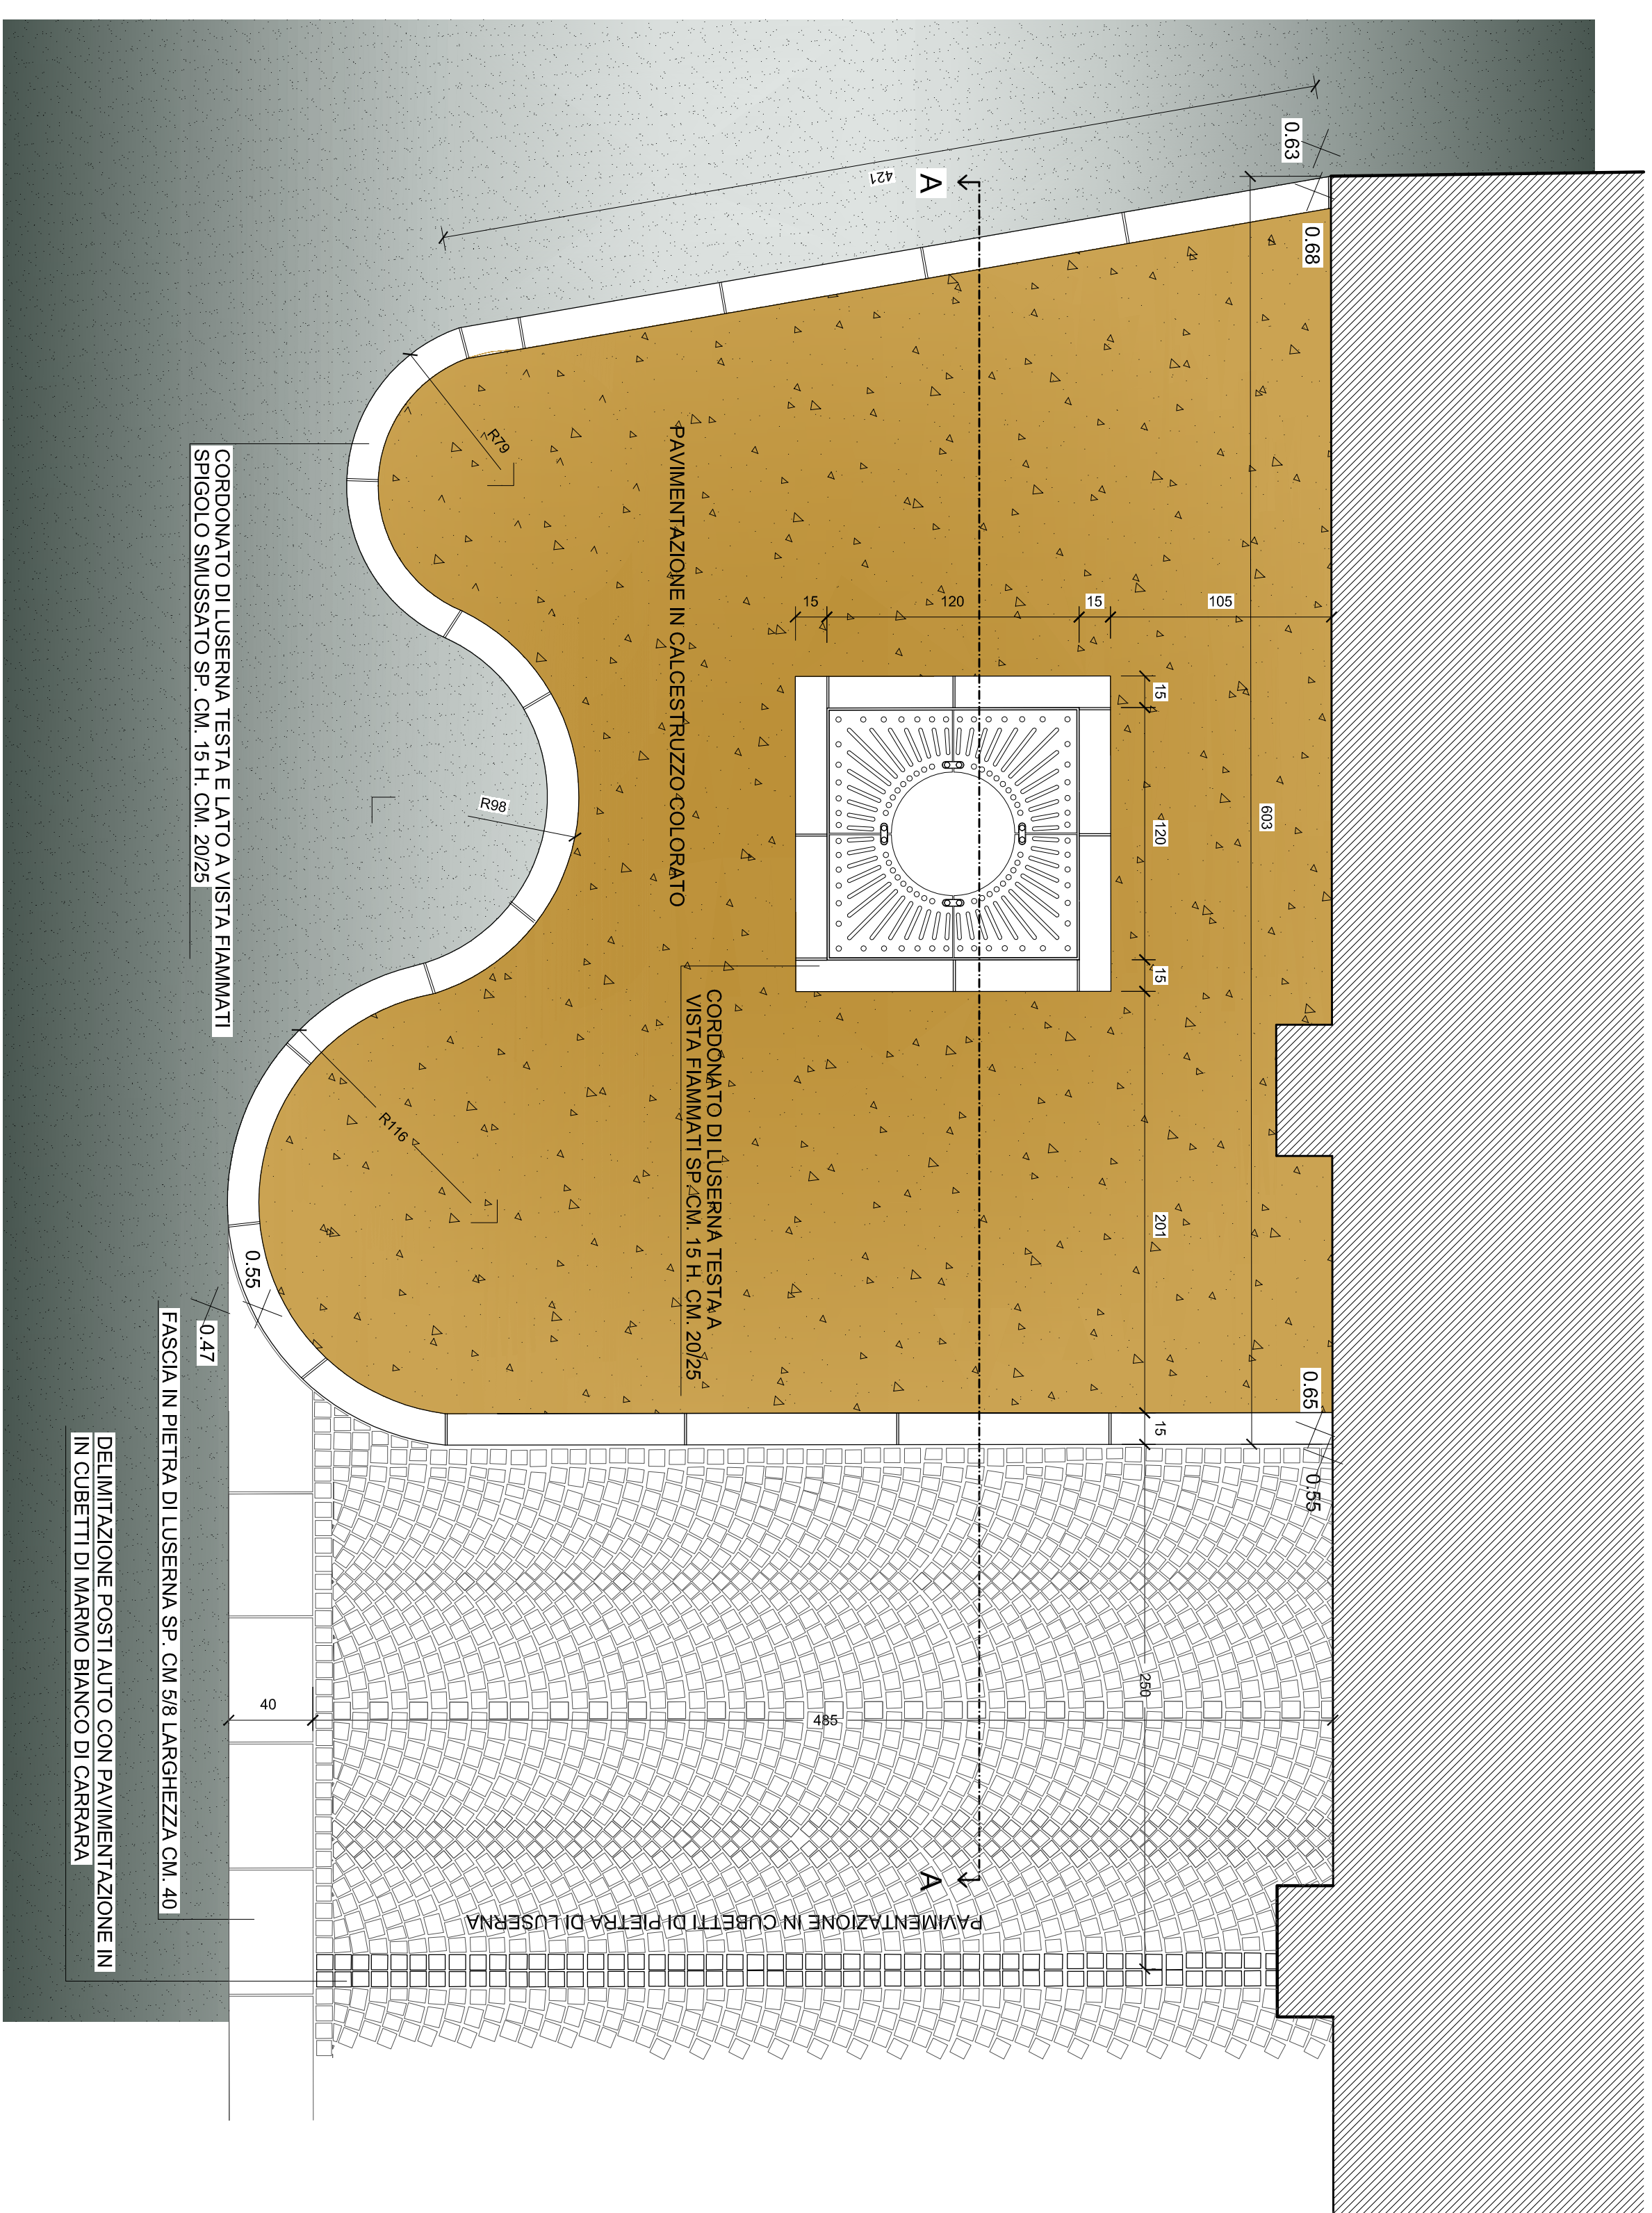 0.63
421
A
0.68
R79
CORDONATO DI LUSERNA TESTA E LATO A VISTA FIAMMATI
SPIGOLO SMUSSATO SP. CM. 15 H. CM. 20/25
PAVIMENTAZIONE IN CALCESTRUZZO COLORATO
15
120
15
105
15
120
15
603
R98
CORDONATO DI LUSERNA TESTA A
VISTA FIAMMATI SP. CM. 15 H. CM. 20/25
R116
201
0.55
0.47
0.65
15
0.55
FASCIA IN PIETRA DI LUSERNA SP. CM 5/8 LARGHEZZA CM. 40
DELIMITAZIONE POSTI AUTO CON PAVIMENTAZIONE IN
IN CUBETTI DI MARMO BIANCO DI CARRARA
40
485
250
A
PAVIMENTAZIONE IN CUBETTI DI PIETRA DI LUSERNA